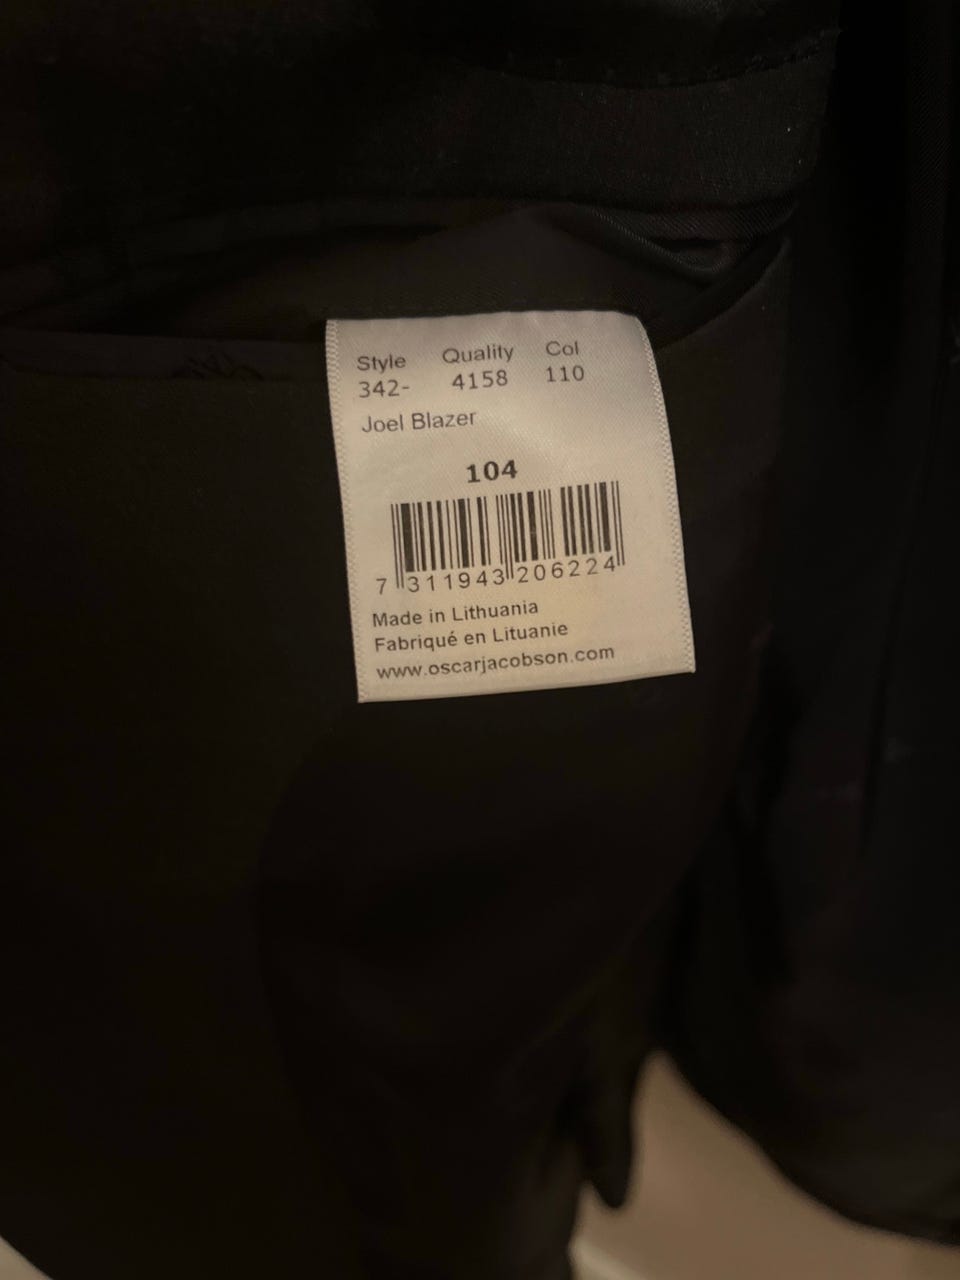 Style Quality Col
342- 4158 110
Joel Blazer
104
7 311943 206224
Made in Lithuania
Fabriqué en Lituanie
www.oscarjacobson.com